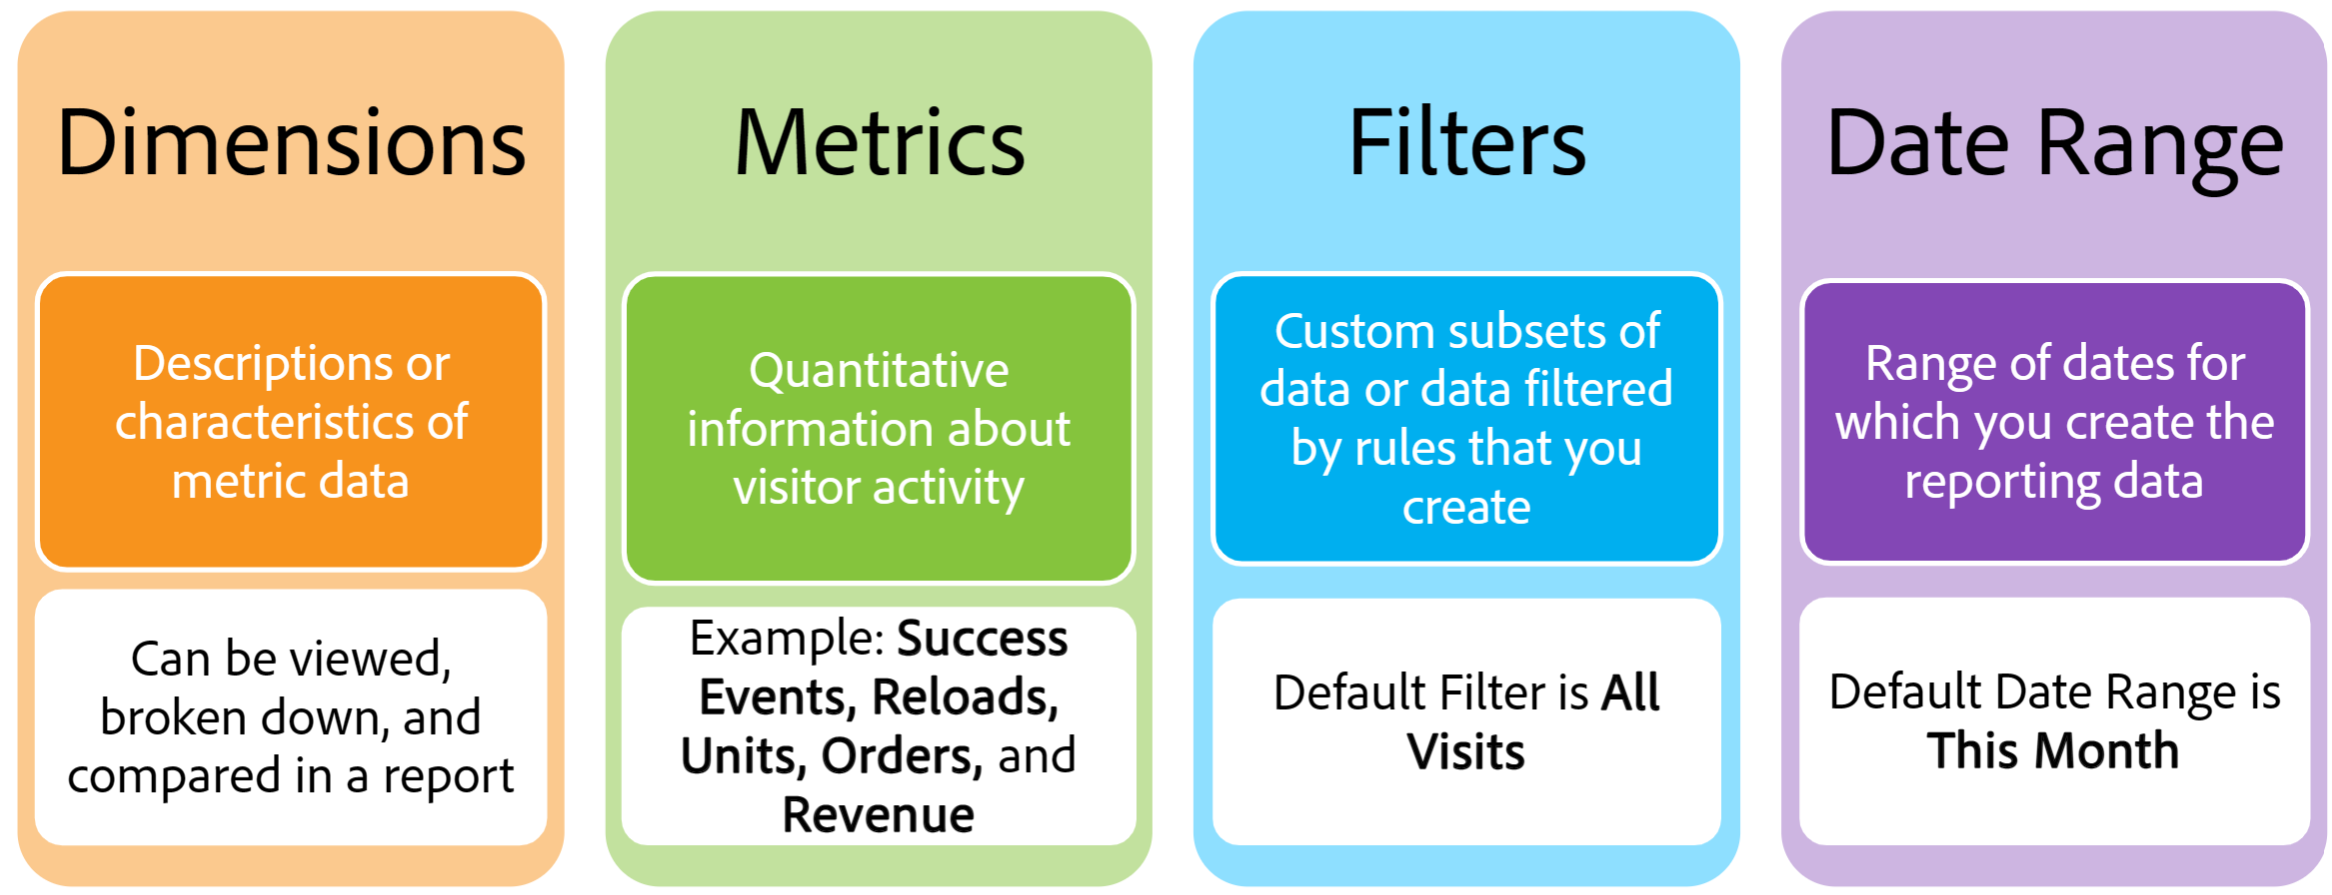 Dimensions
Descriptions or
characteristics of
metric data
Can be viewed,
broken down, and
compared in a report
Metrics
Quantitative
information about
visitor activity
Example: Success
Events, Reloads,
Units, Orders, and
Revenue
Filters
Custom subsets of
data or data filtered
by rules that you
create
Default Filter is All
Visits
Date Range
Range of dates for
which you create the
reporting data
Default Date Range is
This Month